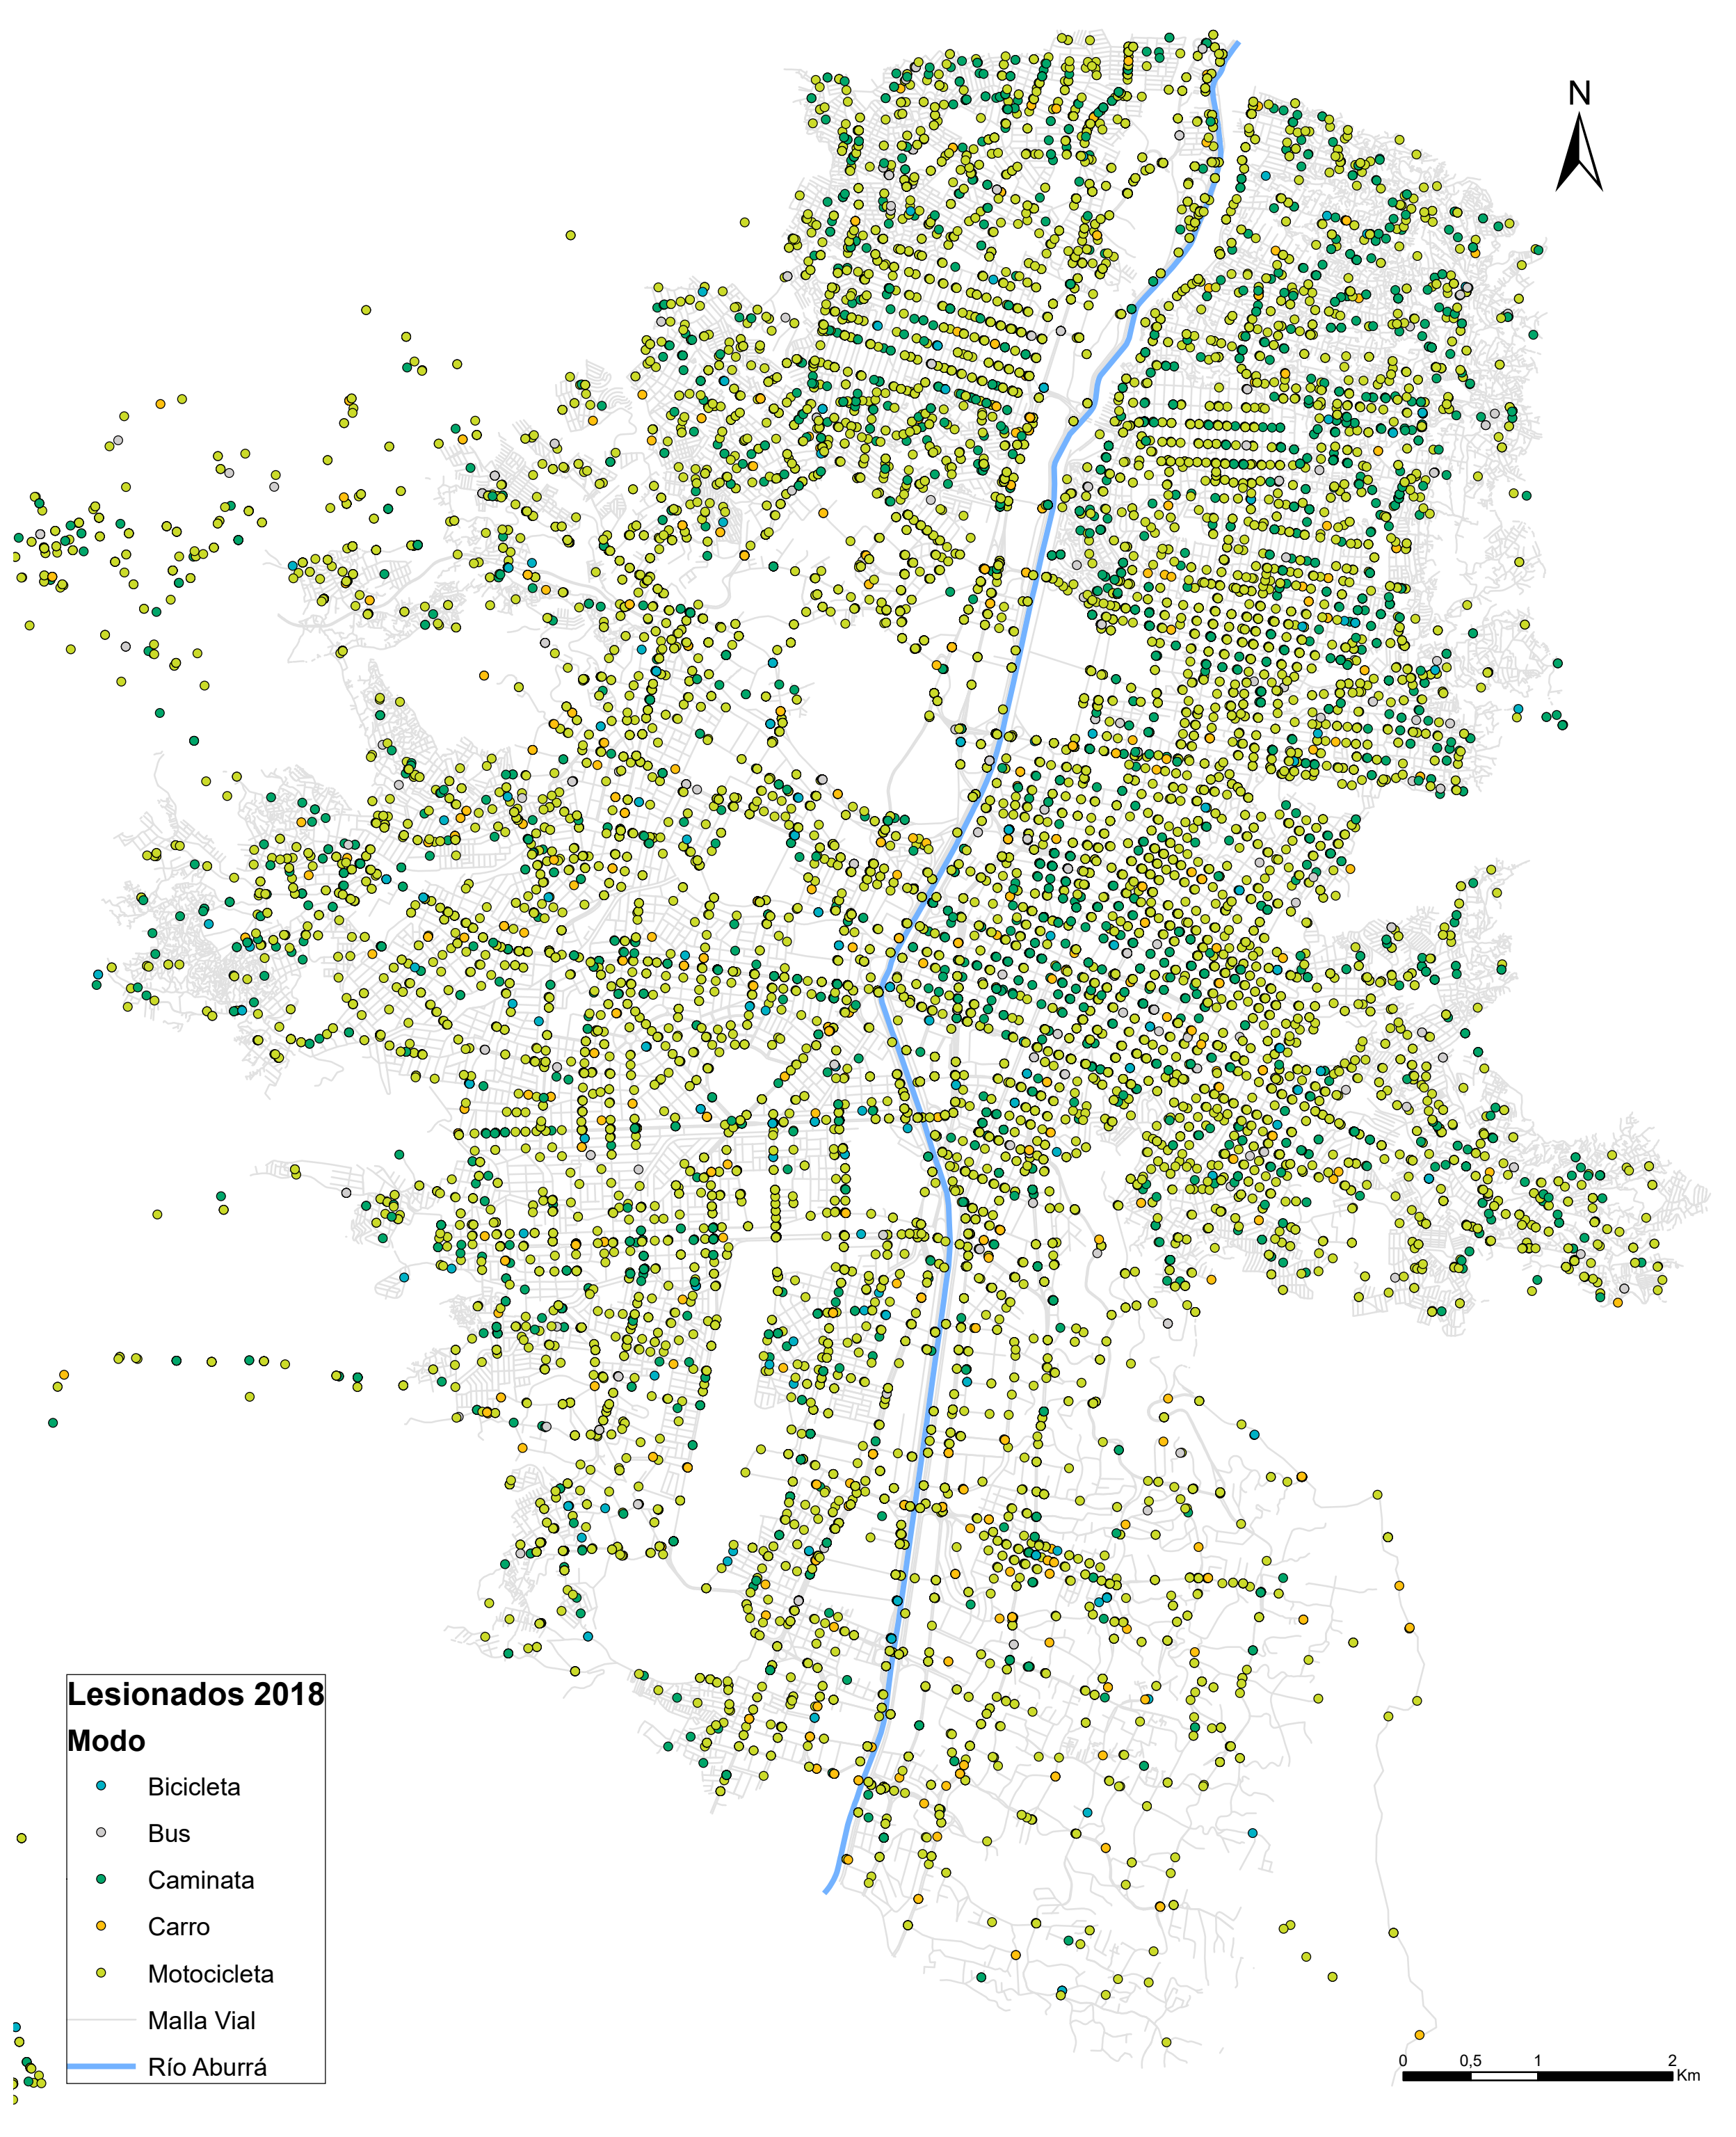 N
Lesionados 2018
Modo
Bicicleta
Bus
Caminata
Carro
Motocicleta
Malla Vial
Río Aburrá
0 0,5 1 2
Km